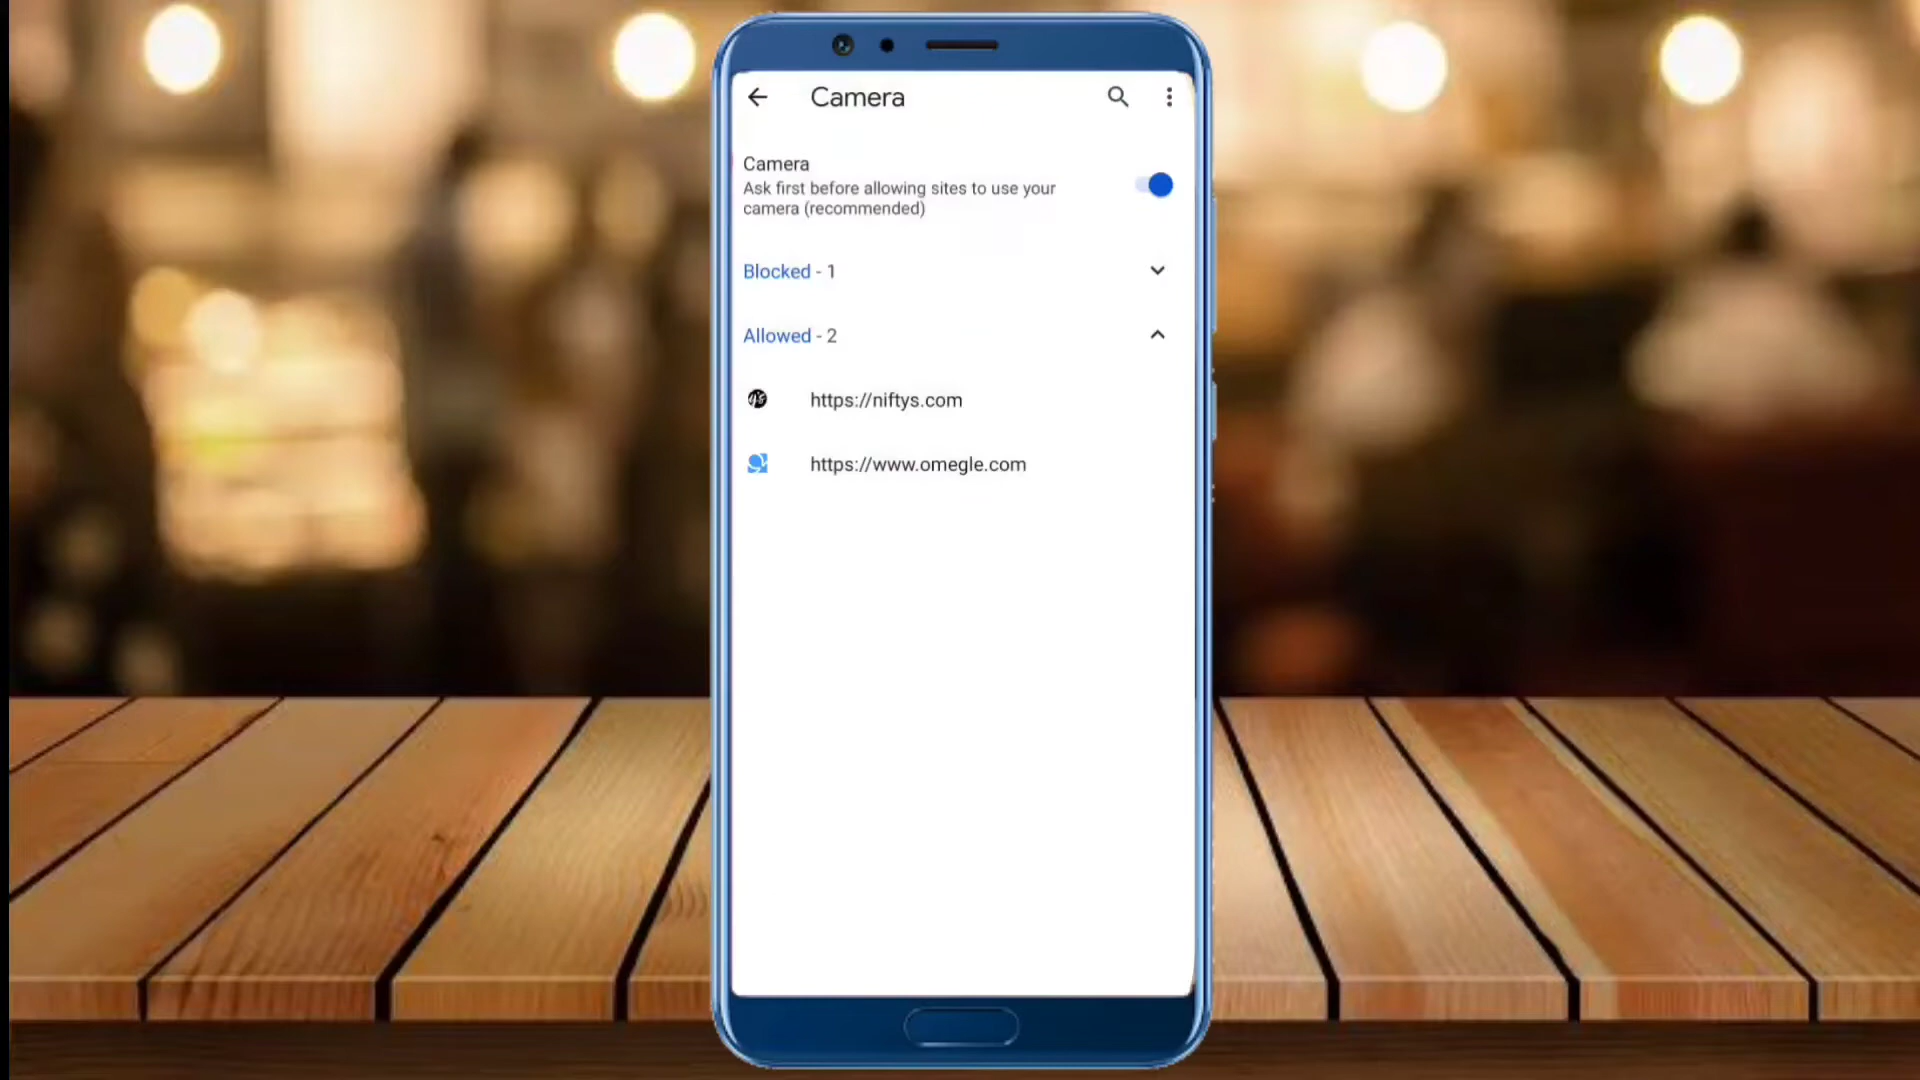 Camera
Camera
Ask first before allowing sites to use your
camera (recommended)
Blocked - 1
Allowed - 2
https://niftys.com
https://www.omegle.com